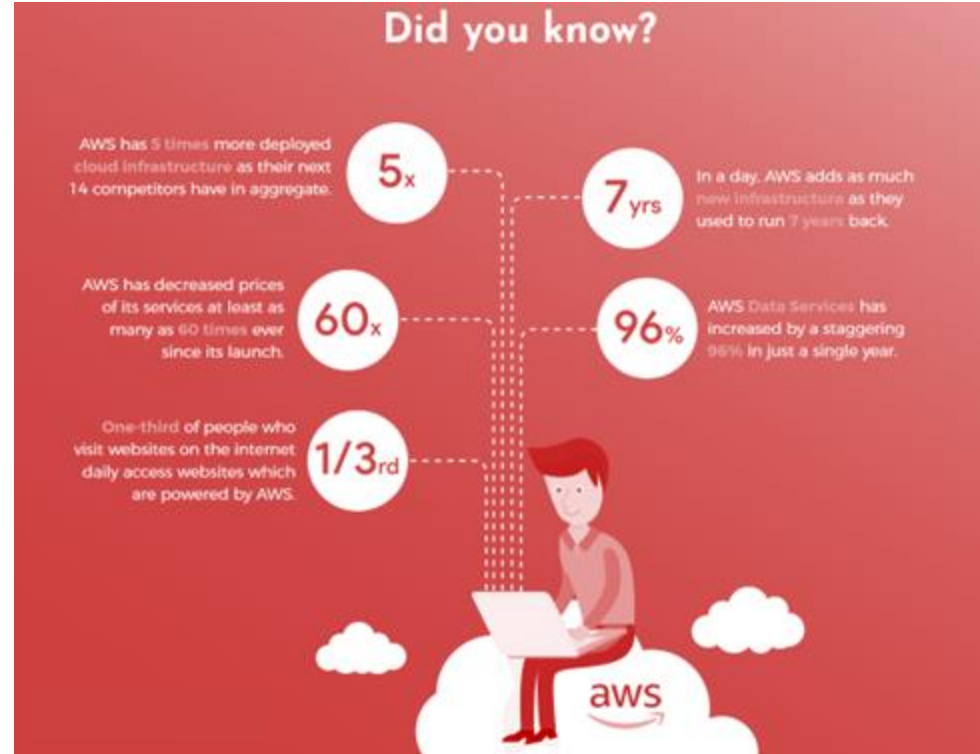 Did you know?
AWS has 5 times more deployed
cloud infrastructure as their next
14 competitors have in aggregate.
5x
7 yrs
In a day, AWS adds as much
new infrastructure as they
used to run 7 years back.
AWS has decreased prices
of its services at least as
many as 60 times ever
since its launch.
60x
96%
AWS Data Services has
increased by a staggering
96% in just a single year.
One-third of people who
visit websites on the internet
daily access websites which
are powered by AWS.
1/3rd
aws